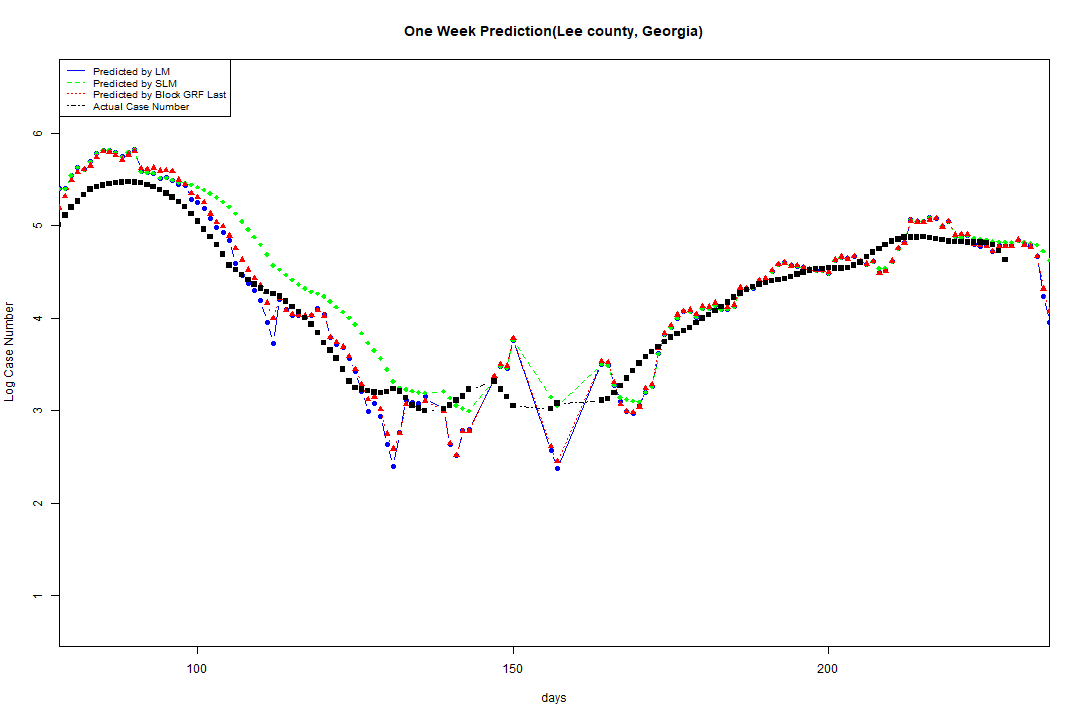 One Week Prediction(Lee county, Georgia)
Predicted by LM
Predicted by SLM
Predicted by Block GRF Last
Actual Case Number
6
5
4
3
2
1
Log Case Number
100 150 200
days